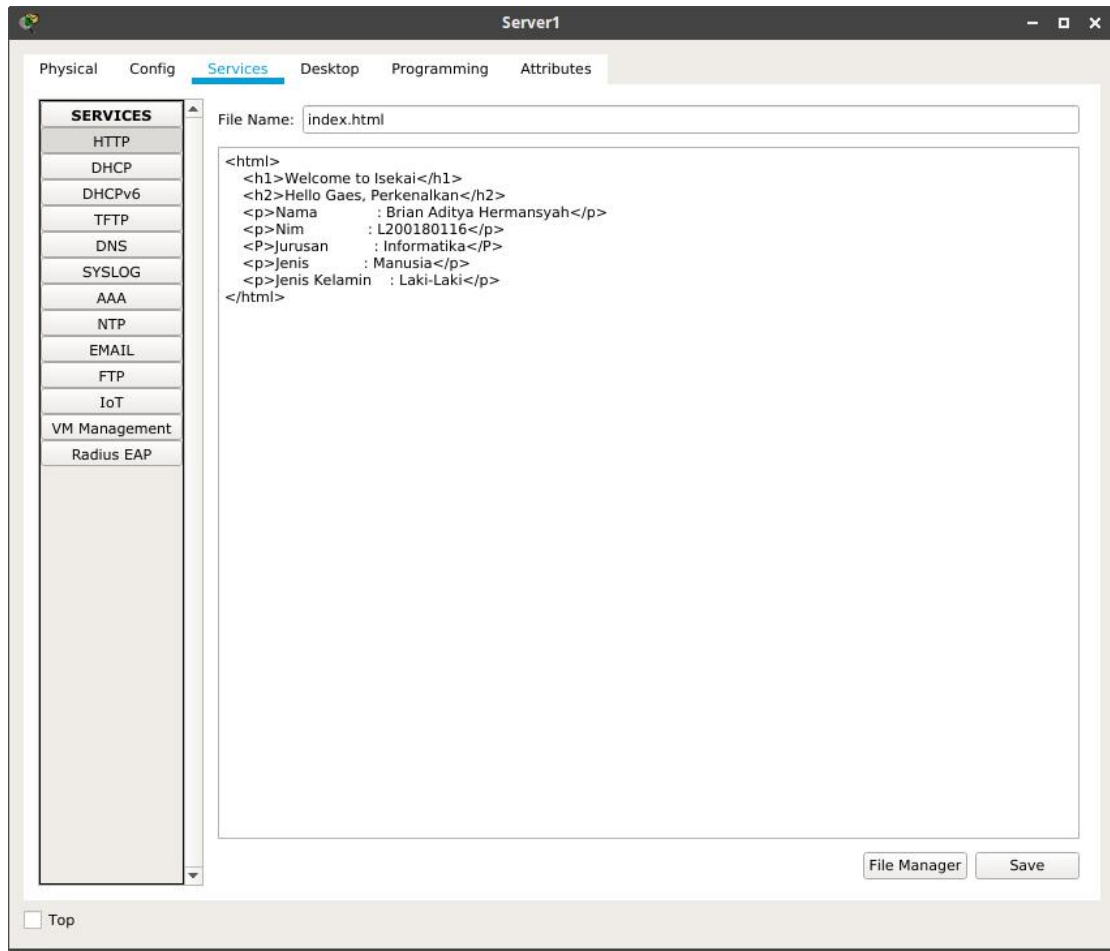 Server1
Physical Config Services Desktop Programming Attributes
SERVICES
HTTP
DHCP
DHCPv6
TFTP
DNS
SYSLOG
AAA
NTP
EMAIL
FTP
IoT
VM Management
Radius EAP
File Name: index.html
<html>
<h1>Welcome to Isekai</h1>
<h2>Hello Gaes, Perkenalkan</h2>
<p>Nama : Brian Aditya Hermansyah</p>
<p>Nim : L200180116</p>
<P>Jurusan : Informatika</P>
<p>Jenis : Manusia</p>
<p>Jenis Kelamin : Laki-Laki</p>
</html>
File Manager Save
Top